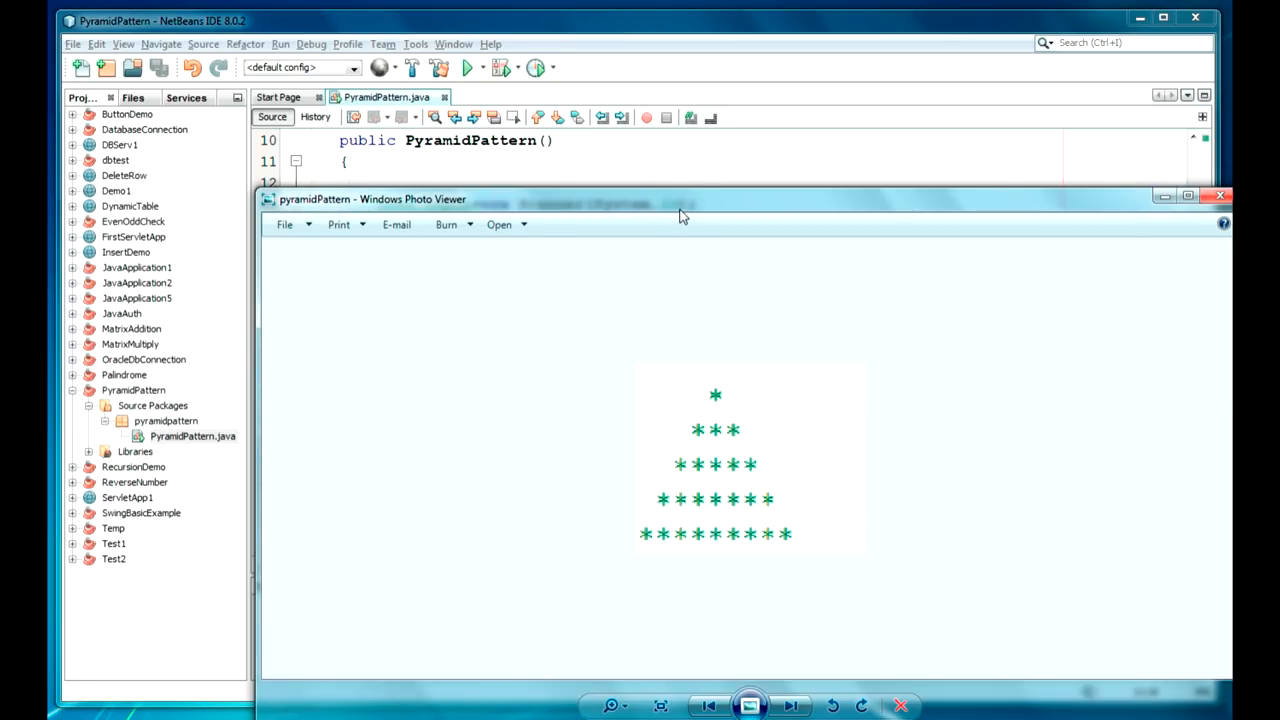 PyramidPattern - NetBeans IDE 8.0.2
File Edit View Navigate Source Refactor Run Debug Profile Team Tools Window Help
Search (Ctrl+I)
<default config>
Proj... Files Services
Start Page PyramidPattern.java
Source History
ButtonDemo
DatabaseConnection
DBServ1
dbtest
DeleteRow
Demo1
DynamicTable
EvenOddCheck
FirstServletApp
InsertDemo
JavaApplication1
JavaApplication2
JavaApplication5
JavaAuth
MatrixAddition
MatrixMultiply
OracleDbConnection
Palindrome
PyramidPattern
Source Packages
pyramidpattern
PyramidPattern.java
Libraries
RecursionDemo
ReverseNumber
ServletApp1
SwingBasicExample
Temp
Test1
Test2
10 public PyramidPattern()
11 {
12
pyramidPattern - Windows Photo Viewer
File Print E-mail Burn Open
*
***
*****
*******
*********